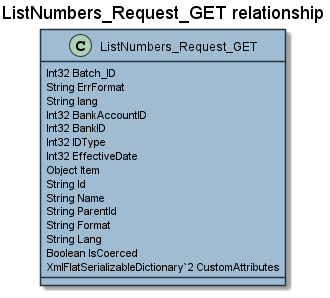 ListNumbers_Request_GET relationship
C ListNumbers_Request_GET
Int32 Batch_ID
String ErrFormat
String lang
Int32 BankAccountID
Int32 BankID
Int32 IDType
Int32 EffectiveDate
Object Item
String Id
String Name
String ParentId
String Format
String Lang
Boolean IsCoerced
XmlFlatSerializableDictionary`2 CustomAttributes